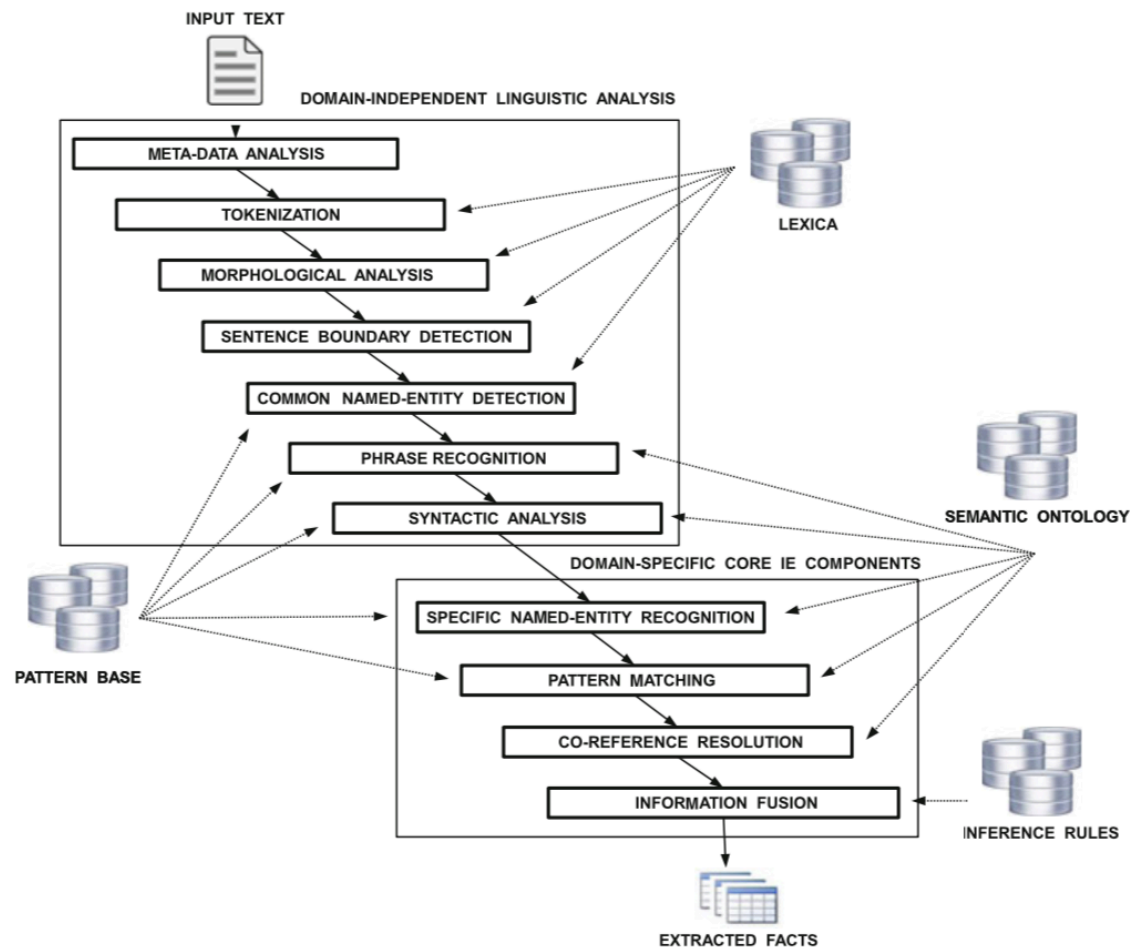 INPUT TEXT
DOMAIN-INDEPENDENT LINGUISTIC ANALYSIS
META-DATA ANALYSIS
TOKENIZATION
LEXICA
MORPHOLOGICAL ANALYSIS
SENTENCE BOUNDARY DETECTION
COMMON NAMED-ENTITY DETECTION
PHRASE RECOGNITION
SYNTACTIC ANALYSIS
SEMANTIC ONTOLOGY
DOMAIN-SPECIFIC CORE IE COMPONENTS
SPECIFIC NAMED-ENTITY RECOGNITION
PATTERN BASE
PATTERN MATCHING
CO-REFERENCE RESOLUTION
INFORMATION FUSION
INFERENCE RULES
EXTRACTED FACTS